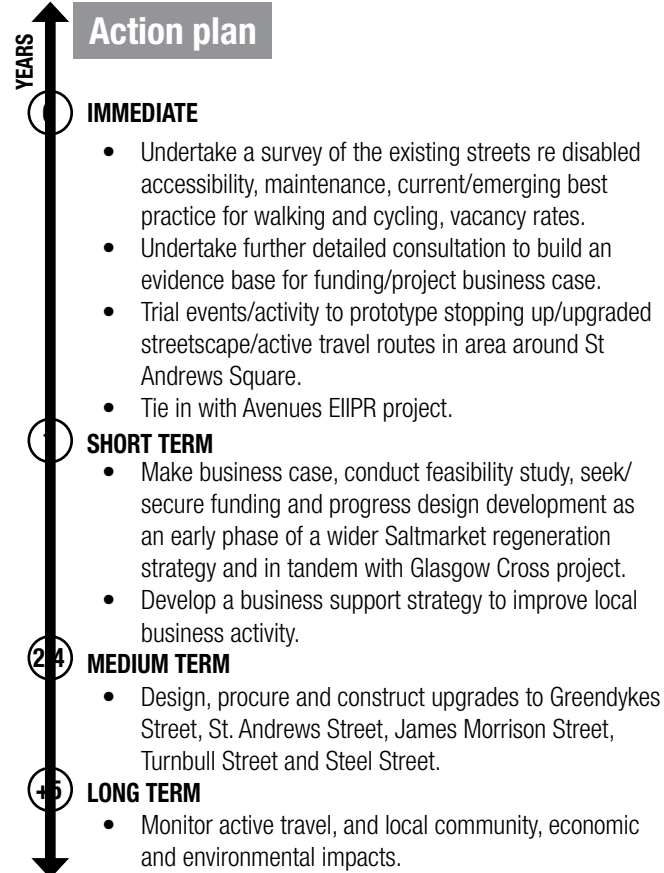 Action plan
YEARS
IMMEDIATE
• Undertake a survey of the existing streets re disabled
accessibility, maintenance, current/emerging best
practice for walking and cycling, vacancy rates.
• Undertake further detailed consultation to build an
evidence base for funding/project business case.
• Trial events/activity to prototype stopping up/upgraded
streetscape/active travel routes in area around St
Andrews Square.
• Tie in with Avenues EIIPR project.
SHORT TERM
• Make business case, conduct feasibility study, seek/
secure funding and progress design development as
an early phase of a wider Saltmarket regeneration
strategy and in tandem with Glasgow Cross project.
• Develop a business support strategy to improve local
business activity.
2-4 MEDIUM TERM
• Design, procure and construct upgrades to Greendykes
Street, St. Andrews Street, James Morrison Street,
Turnbull Street and Steel Street.
+5 LONG TERM
• Monitor active travel, and local community, economic
and environmental impacts.